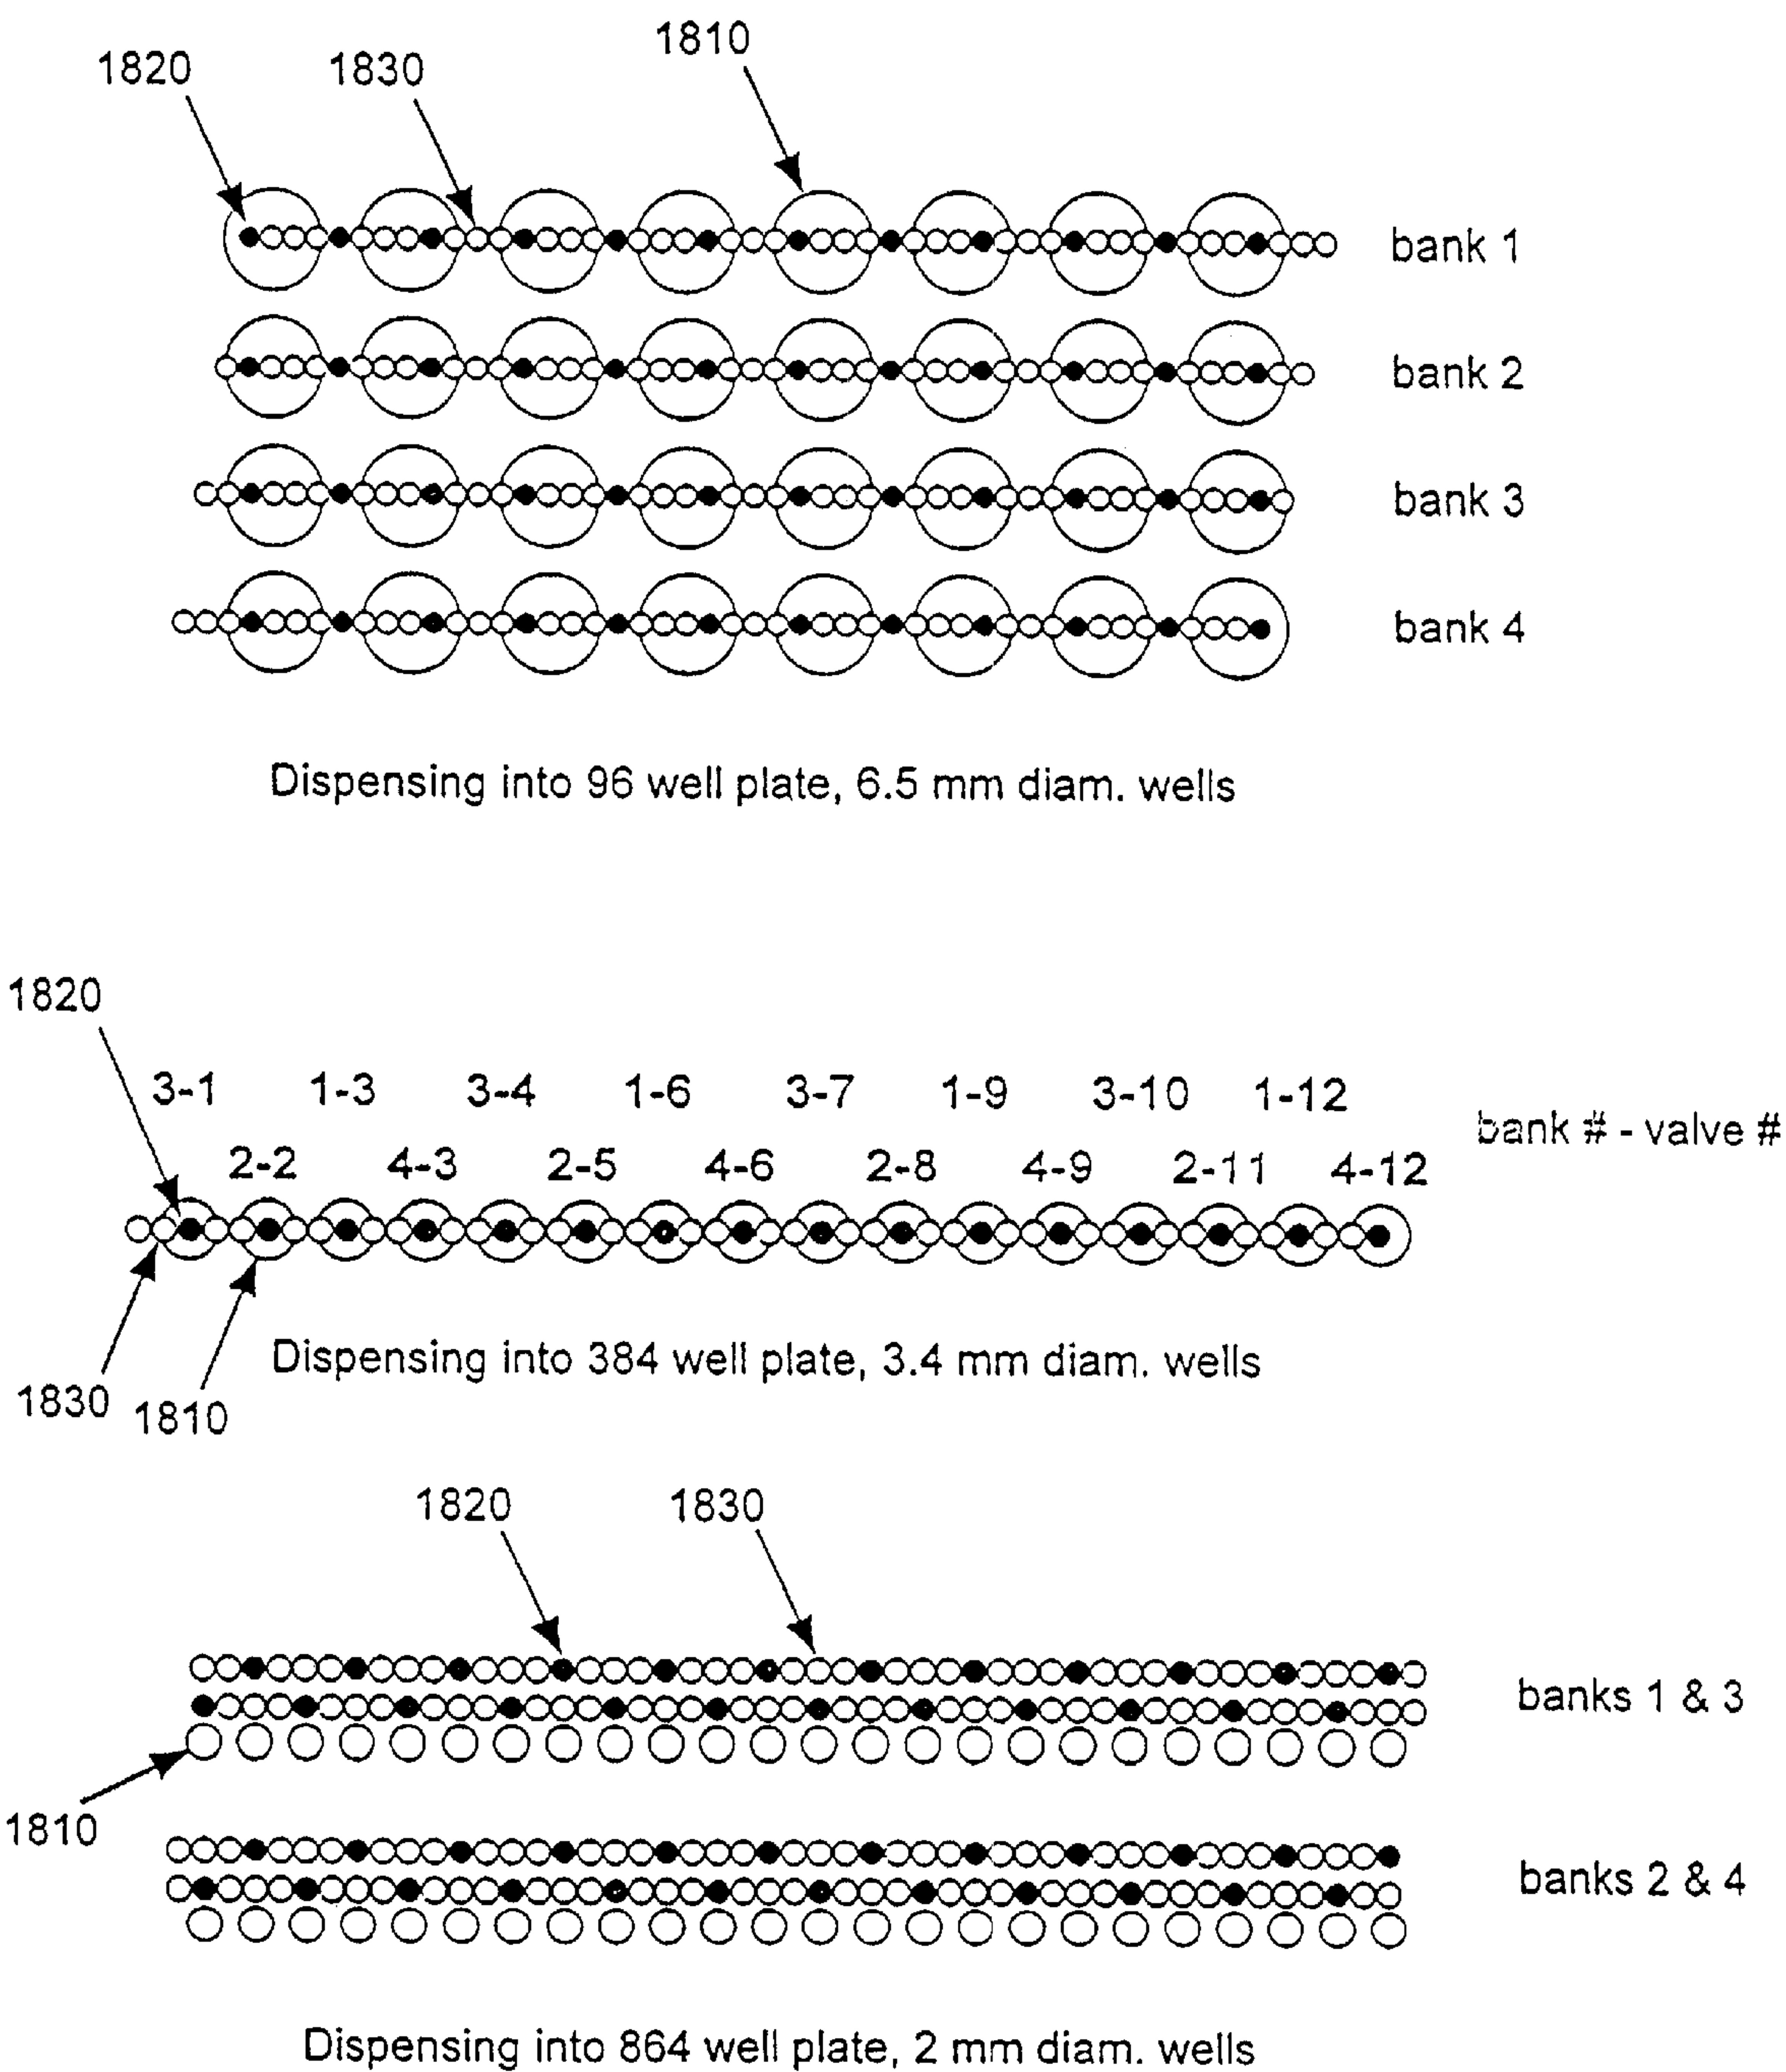 1820 1830 1810
bank 1
bank 2
bank 3
bank 4
Dispensing into 96 well plate, 6.5 mm diam. wells
1820
3-1 1-3 3-4 1-6 3-7 1-9 3-10 1-12
bank # - valve #
2-2 4-3 2-5 4-6 2-8 4-9 2-11 4-12
Dispensing into 384 well plate, 3.4 mm diam. wells
1830 1810
1820 1830
banks 1 & 3
1810
banks 2 & 4
Dispensing into 864 well plate, 2 mm diam. wells